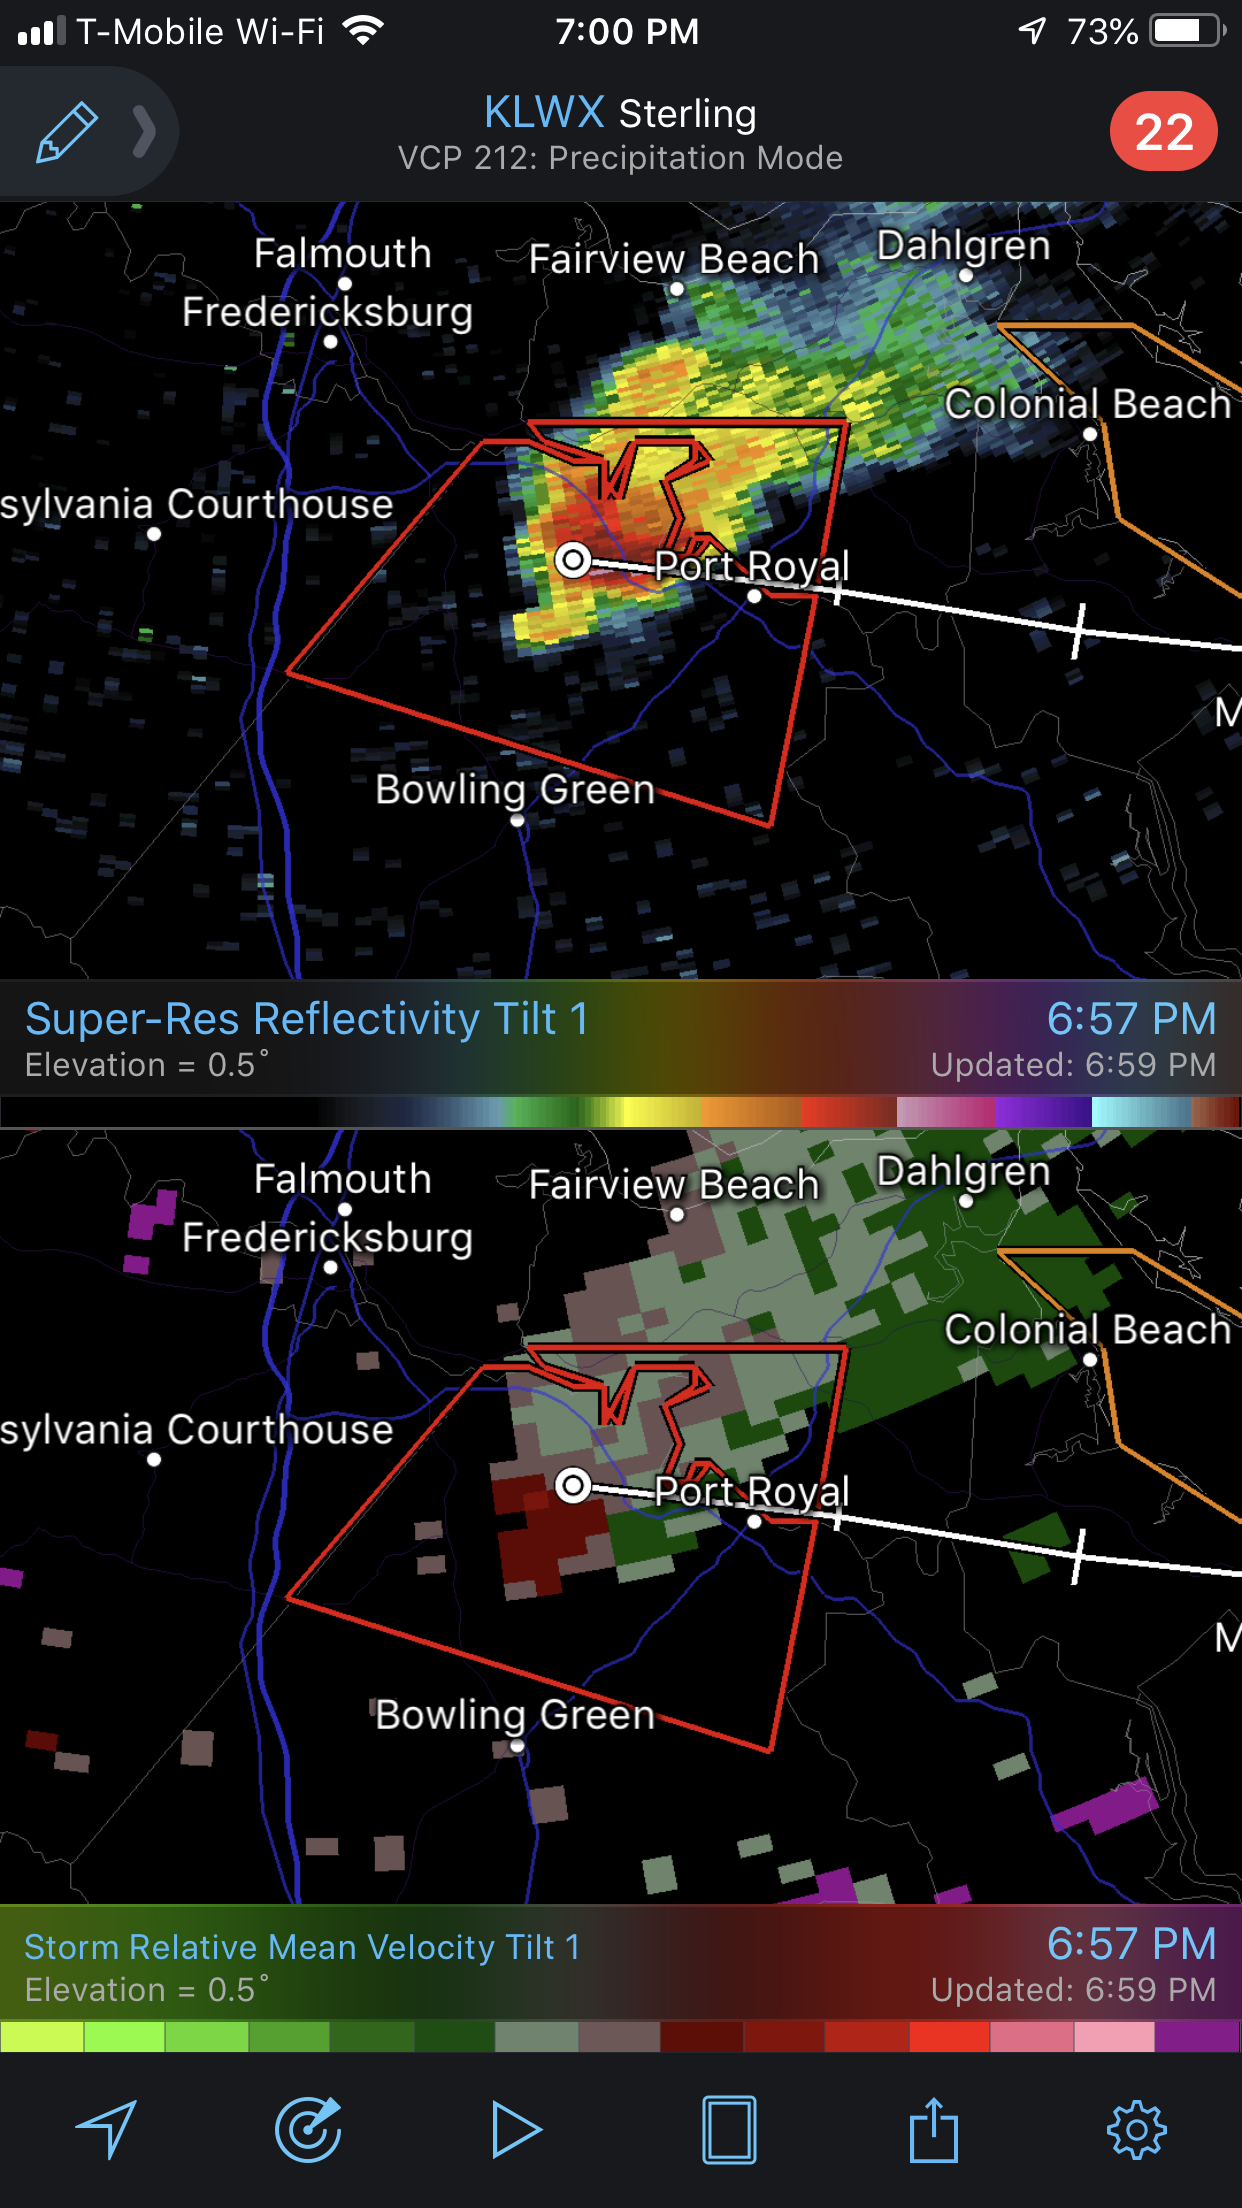 T-Mobile Wi-Fi 7:00 PM 73%
KLWX Sterling
VCP 212: Precipitation Mode
22
Falmouth
Fairview Beach
Dahlgren
Fredericksburg
Colonial Beach
sylvania Courthouse
Port Royal
M
Bowling Green
Super-Res Reflectivity Tilt 1 6:57 PM
Elevation = 0.5° Updated: 6:59 PM
Falmouth
Fairview Beach
Dahlgren
Fredericksburg
Colonial Beach
sylvania Courthouse
Port Royal
M
Bowling Green
Storm Relative Mean Velocity Tilt 1 6:57 PM
Elevation = 0.5° Updated: 6:59 PM